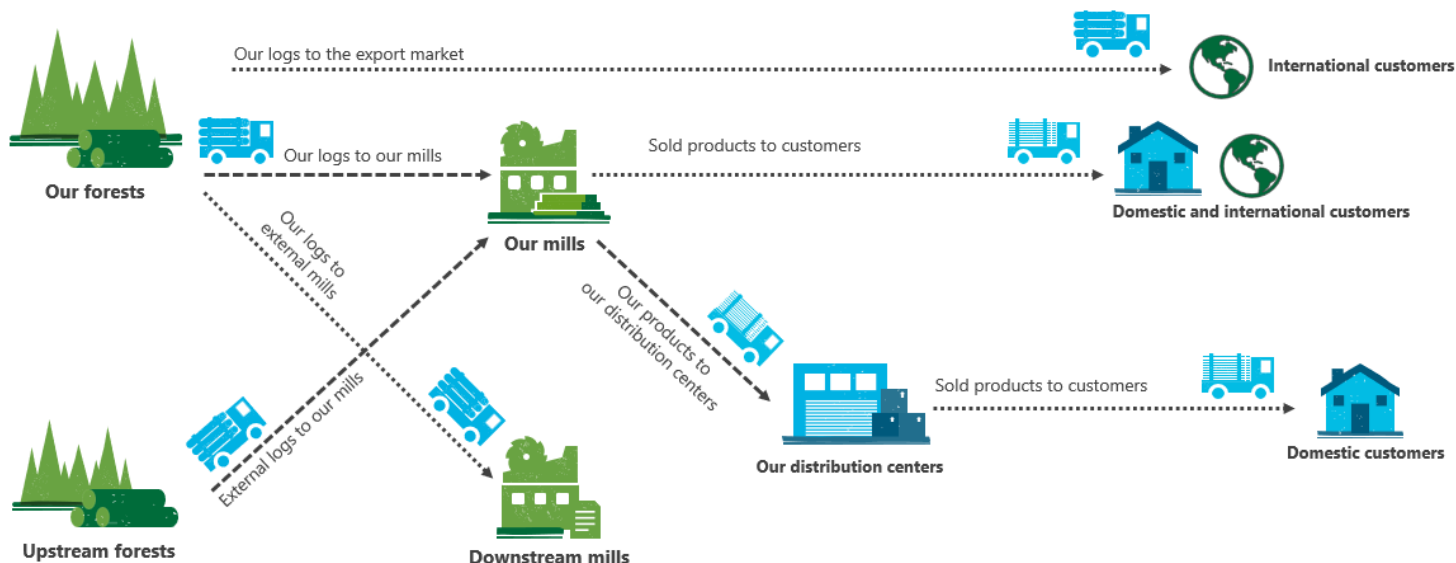 Our logs to the export market
International customers
Our forests
Our logs to our mills
Our mills
Sold products to customers
Domestic and international customers
Our logs to
external mills
Our products to
our distribution centers
External logs to our mills
Our distribution centers
Sold products to customers
Domestic customers
Upstream forests
Downstream mills